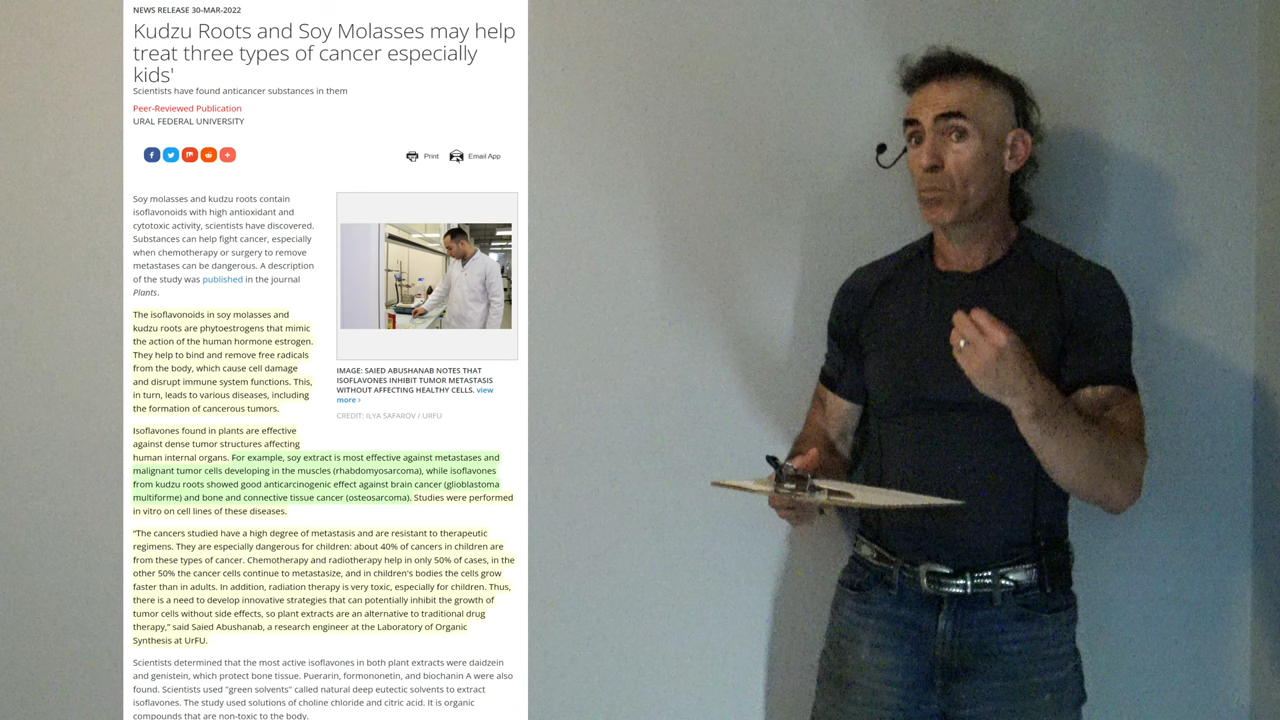 NEWS RELEASE 30-MAR-2022
Kudzu Roots and Soy Molasses may help
treat three types of cancer especially
kids'
Scientists have found anticancer substances in them
Peer-Reviewed Publication
URAL FEDERAL UNIVERSITY
Print Email App
Soy molasses and kudzu roots contain
isoflavonoids with high antioxidant and
cytotoxic activity, scientists have discovered.
Substances can help fight cancer, especially
when chemotherapy or surgery to remove
metastases can be dangerous. A description
of the study was published in the journal
Plants.
The isoflavonoids in soy molasses and
kudzu roots are phytoestrogens that mimic
the action of the human hormone estrogen.
They help to bind and remove free radicals
from the body, which cause cell damage
and disrupt immune system functions. This,
in turn, leads to various diseases, including
the formation of cancerous tumors.
IMAGE: SAIED ABUSHANAB NOTES THAT
ISOFLAVONES INHIBIT TUMOR METASTASIS
WITHOUT AFFECTING HEALTHY CELLS. view
more ›
CREDIT: ILYA SAFAROV / URFU
Isoflavones found in plants are effective
against dense tumor structures affecting
human internal organs. For example, soy extract is most effective against metastases and
malignant tumor cells developing in the muscles (rhabdomyosarcoma), while isoflavones
from kudzu roots showed good anticarcinogenic effect against brain cancer (glioblastoma
multiforme) and bone and connective tissue cancer (osteosarcoma). Studies were performed
in vitro on cell lines of these diseases.
"The cancers studied have a high degree of metastasis and are resistant to therapeutic
regimens. They are especially dangerous for children: about 40% of cancers in children are
from these types of cancer. Chemotherapy and radiotherapy help in only 50% of cases, in the
other 50% the cancer cells continue to metastasize, and in children's bodies the cells grow
faster than in adults. In addition, radiation therapy is very toxic, especially for children. Thus,
there is a need to develop innovative strategies that can potentially inhibit the growth of
tumor cells without side effects, so plant extracts are an alternative to traditional drug
therapy," said Saied Abushanab, a research engineer at the Laboratory of Organic
Synthesis at UrFU.
Scientists determined that the most active isoflavones in both plant extracts were daidzein
and genistein, which protect bone tissue. Puerarin, formononetin, and biochanin A were also
found. Scientists used "green solvents" called natural deep eutectic solvents to extract
isoflavones. The study used solutions of choline chloride and citric acid. It is organic
compounds that are non-toxic to the body.